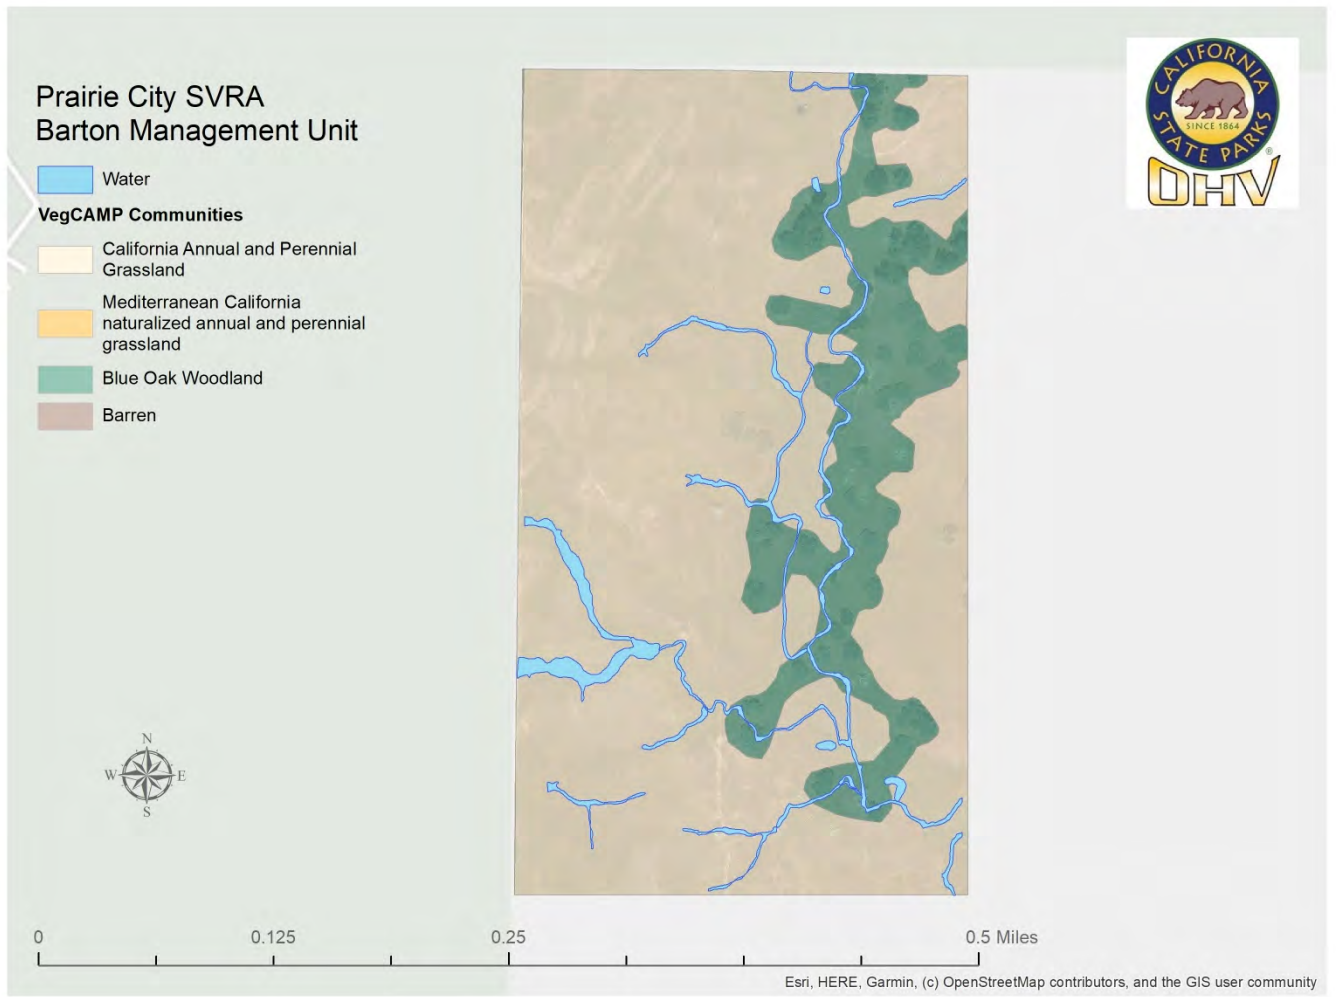 Prairie City SVRA
Barton Management Unit
Water
VegCAMP Communities
California Annual and Perennial
Grassland
Mediterranean California
naturalized annual and perennial
grassland
Blue Oak Woodland
Barren
CALIFORNIA
SINCE 1864
STATE PARKS
®
OHV
N
W E
S
0 0.125 0.25 0.5 Miles
Esri, HERE, Garmin, (c) OpenStreetMap contributors, and the GIS user community